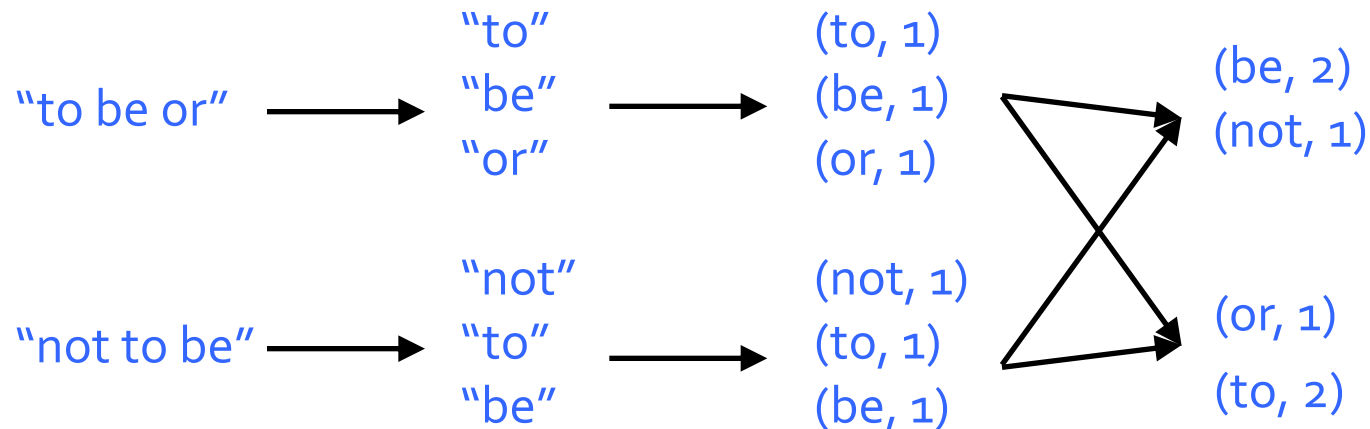 “to be or”
“to”
“be”
“or”
(to, 1)
(be, 1)
(or, 1)
(be, 2)
(not, 1)
“not to be”
“not”
“to”
“be”
(not, 1)
(to, 1)
(be, 1)
(or, 1)
(to, 2)